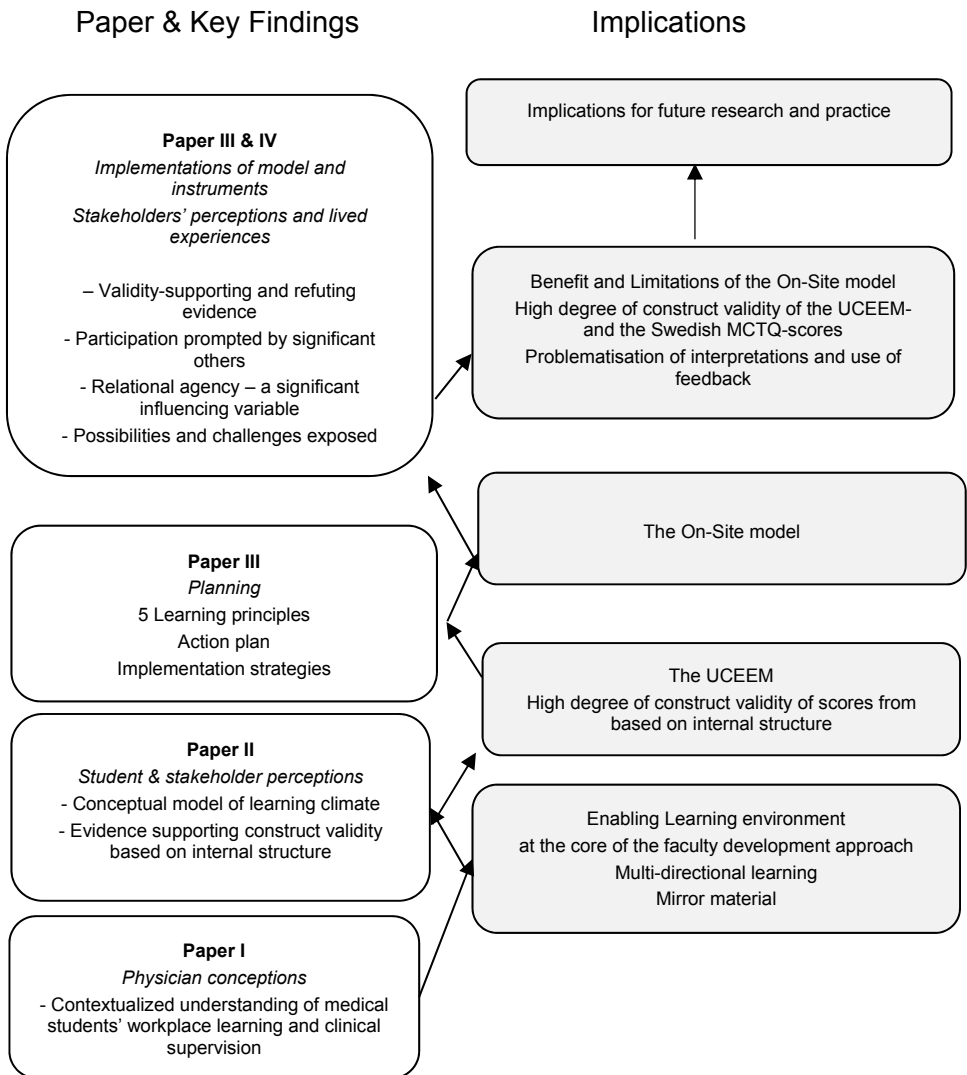 Paper & Key Findings
Implications
Paper III & IV
Implementations of model and
instruments
Stakeholders' perceptions and lived
experiences
– Validity-supporting and refuting
evidence
- Participation prompted by significant
others
- Relational agency – a significant
influencing variable
- Possibilities and challenges exposed
Paper III
Planning
5 Learning principles
Action plan
Implementation strategies
Paper II
Student & stakeholder perceptions
- Conceptual model of learning climate
- Evidence supporting construct validity
based on internal structure
Paper I
Physician conceptions
- Contextualized understanding of medical
students' workplace learning and clinical
supervision
Implications for future research and practice
Benefit and Limitations of the On-Site model
High degree of construct validity of the UCEEM-
and the Swedish MCTQ-scores
Problematisation of interpretations and use of
feedback
The On-Site model
The UCEEM
High degree of construct validity of scores from
based on internal structure
Enabling Learning environment
at the core of the faculty development approach
Multi-directional learning
Mirror material